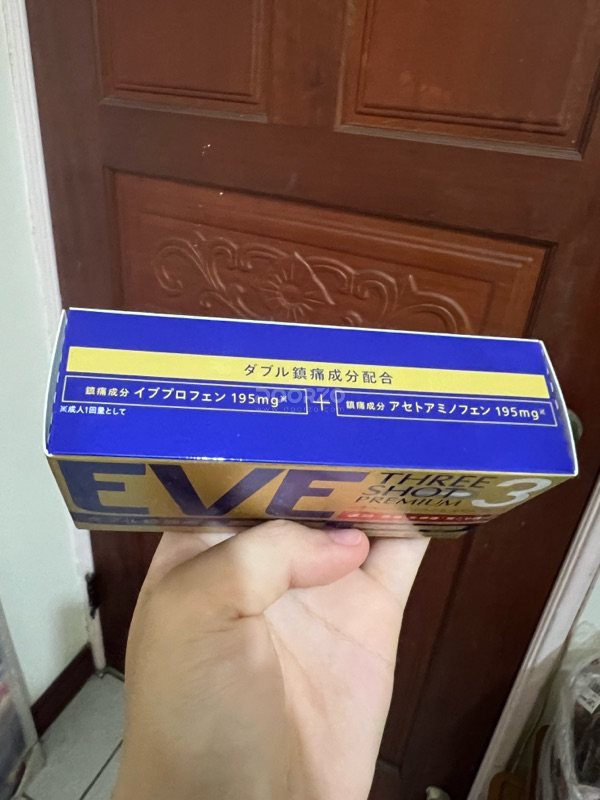 ダブル鎮痛成分配合
鎮痛成分 イブプロフェン 195mg※ + 鎮痛成分 アセトアミノフェン 195mg※
※成人1回量として
DOORZO
EVE THREE SHOT PREMIUM 3